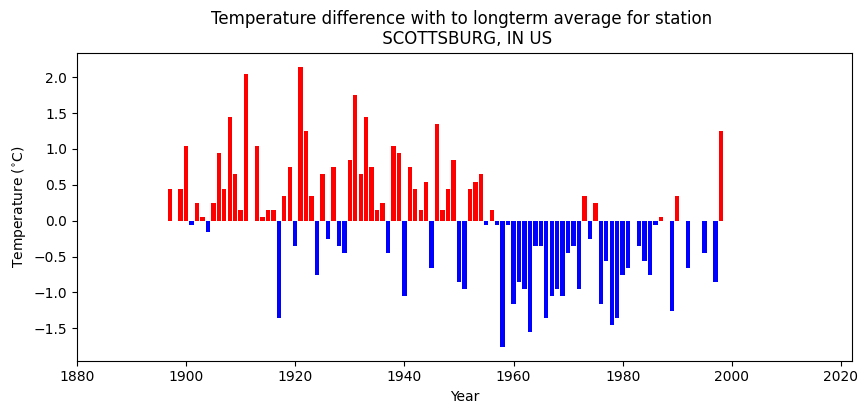 Temperature difference with to longterm average for station
SCOTTSBURG, IN US
Temperature (°C)
2.0
1.5
1.0
0.5
0.0
−0.5
−1.0
−1.5
1880 1900 1920 1940 1960 1980 2000 2020
Year